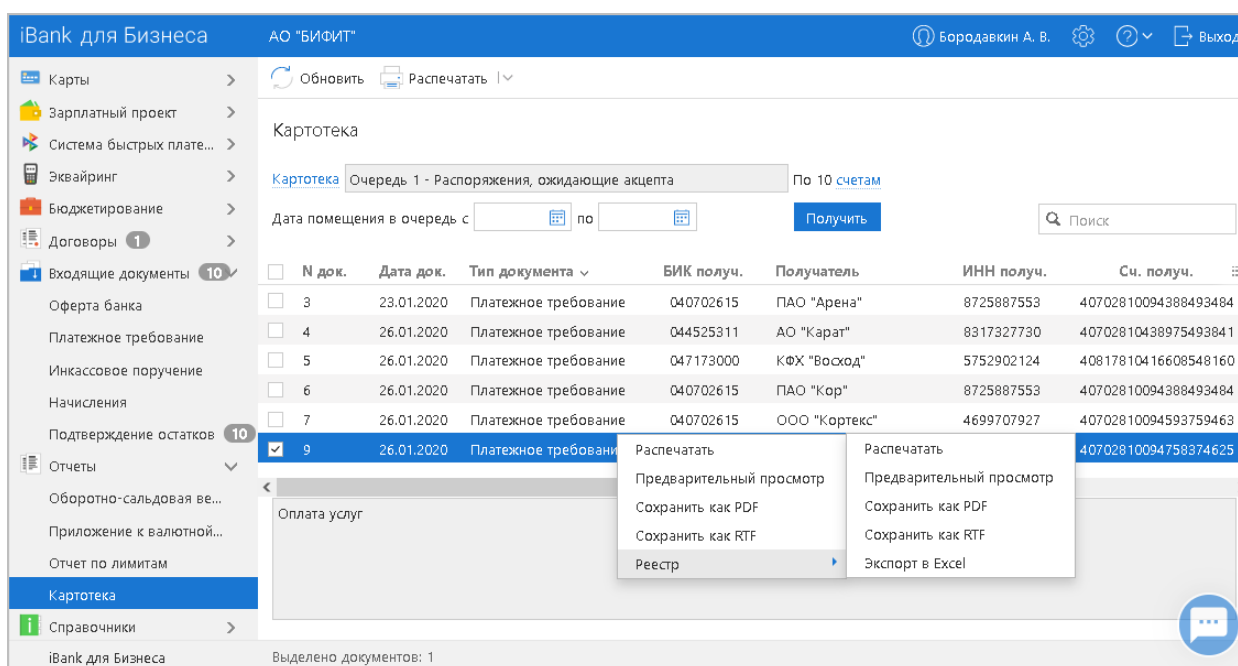 iBank для Бизнеса
АО "БИФИТ"
Бородавкин А. В.
Выход
Обновить
Распечатать
Карты
Зарплатный проект
Система быстрых плате...
Эквайринг
Бюджетирование
Договоры 1
Входящие документы 10
Оферта банка
Платежное требование
Инкассовое поручение
Начисления
Подтверждение остатков 10
Отчеты
Оборотно-сальдовая ве...
Приложение к валютной...
Отчет по лимитам
Картотека
Справочники
iBank для Бизнеса
Картотека
Картотека Очередь 1 - Распоряжения, ожидающие акцепта По 10 счетам
Дата помещения в очередь с по Получить Поиск
N док. Дата док. Тип документа БИК получ. Получатель ИНН получ. Сч. получ.
3 23.01.2020 Платежное требование 040702615 ПАО "Арена" 8725887553 40702810094388493484
4 26.01.2020 Платежное требование 044525311 АО "Карат" 8317327730 40702810438975493841
5 26.01.2020 Платежное требование 047173000 КФХ "Восход" 5752902124 40817810416608548160
6 26.01.2020 Платежное требование 040702615 ПАО "Кор" 8725887553 40702810094388493484
7 26.01.2020 Платежное требование 040702615 ООО "Кортекс" 4699707927 40702810094593759463
9 26.01.2020 Платежное требовани 40702810094758374625
Распечатать
Предварительный просмотр
Сохранить как PDF
Сохранить как RTF
Реестр
Распечатать
Предварительный просмотр
Сохранить как PDF
Сохранить как RTF
Экспорт в Excel
Оплата услуг
Выделено документов: 1